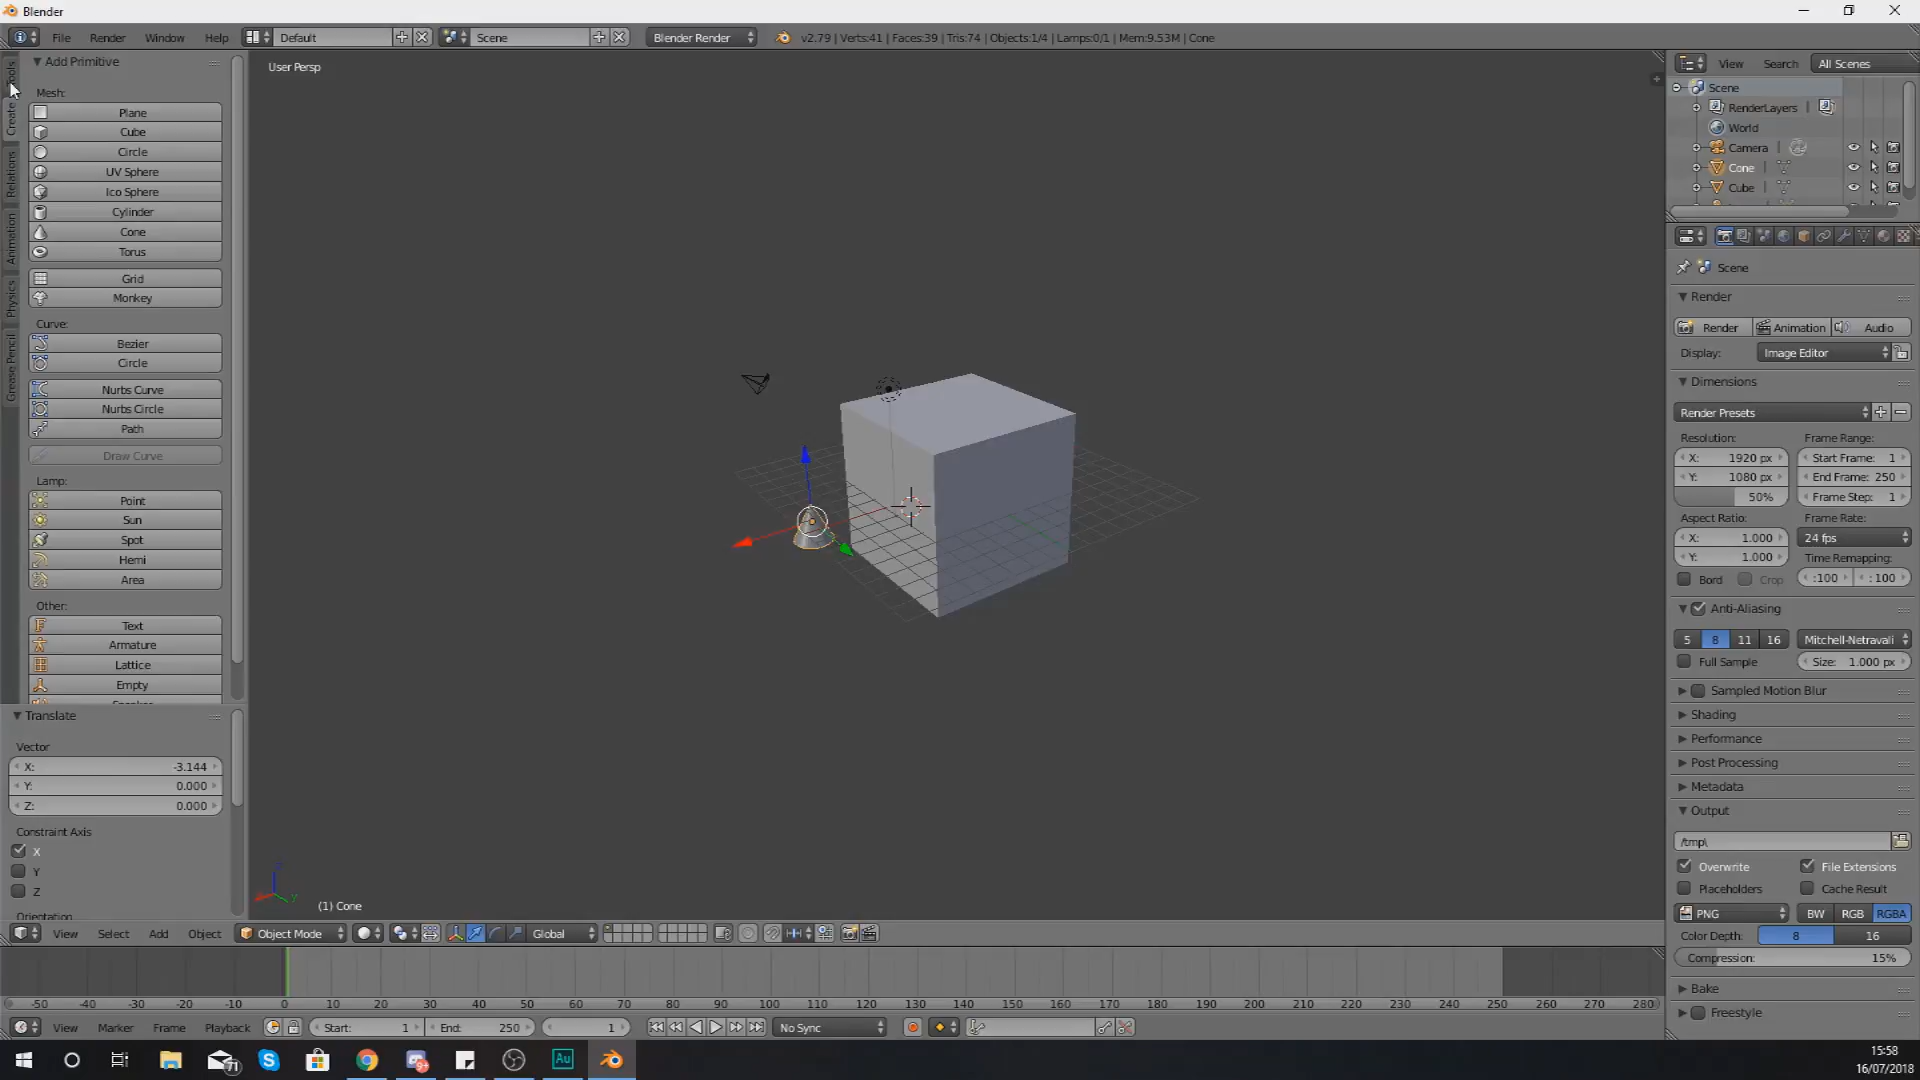 Blender
File Render Window Help Default Scene Blender Render v2.79 | Verts:41 | Faces:39 | Tris:74 | Objects:1/4 | Lamps:0/1 | Mem:9.53M | Cone
Tools
Create
Relations
Animation
Physics
Grease Pencil
Add Primitive
Mesh:
Plane
Cube
Circle
UV Sphere
Ico Sphere
Cylinder
Cone
Torus
Grid
Monkey
Curve:
Bezier
Circle
Nurbs Curve
Nurbs Circle
Path
Draw Curve
Lamp:
Point
Sun
Spot
Hemi
Area
Other:
Text
Armature
Lattice
Empty
Translate
Vector
X: -3.144
Y: 0.000
Z: 0.000
Constraint Axis
X
Y
Z
Orientation
User Persp
(1) Cone
View Select Add Object Object Mode Global
-50 -40 -30 -20 -10 0 10 20 30 40 50 60 70 80 90 100 110 120 130 140 150 160 170 180 190 200 210 220 230 240 250 260 270 280
View Marker Frame Playback Start: 1 End: 250 1 No Sync
View Search All Scenes
Scene
RenderLayers
World
Camera
Cone
Cube
Scene
Render
Render Animation Audio
Display: Image Editor
Dimensions
Render Presets
Resolution: Frame Range:
X: 1920 px Start Frame: 1
Y: 1080 px End Frame: 250
50% Frame Step: 1
Aspect Ratio: Frame Rate:
X: 1.000 24 fps
Y: 1.000 Time Remapping:
Bord Crop :100 : 100
Anti-Aliasing
5 8 11 16 Mitchell-Netravali
Full Sample Size: 1.000 px
Sampled Motion Blur
Shading
Performance
Post Processing
Metadata
Output
/tmp\
Overwrite File Extensions
Placeholders Cache Result
PNG BW RGB RGBA
Color Depth: 8 16
Compression: 15%
Bake
Freestyle
71 9+ Au
15:58
16/07/2018